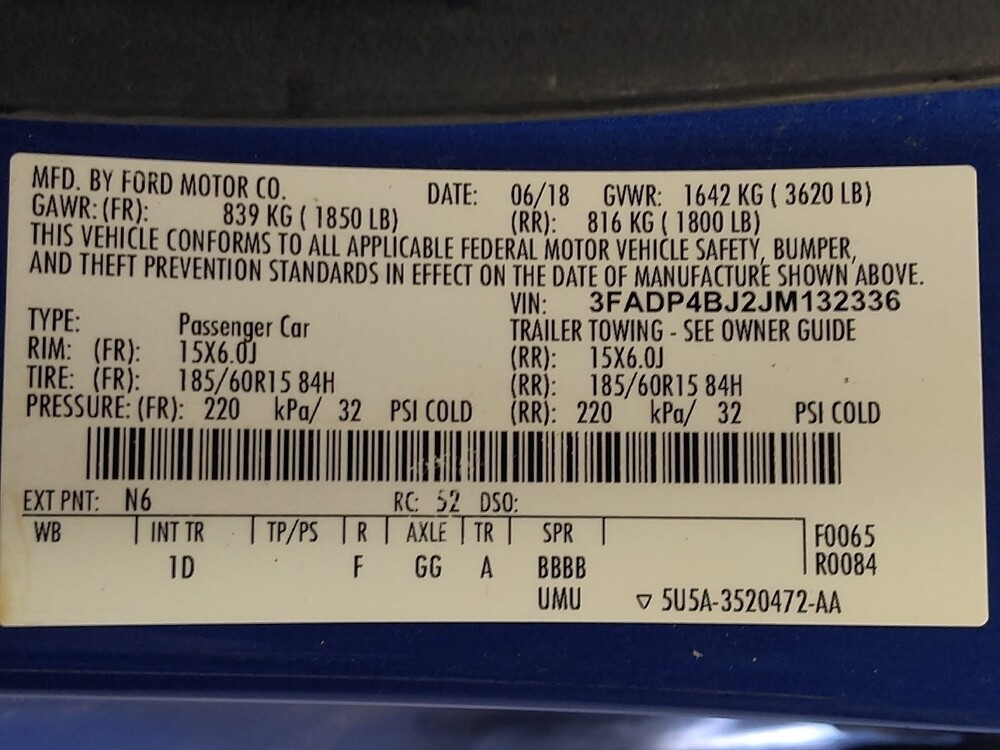 MFD. BY FORD MOTOR CO. DATE: 06/18 GVWR: 1642 KG ( 3620 LB)
GAWR: (FR): 839 KG ( 1850 LB) (RR): 816 KG ( 1800 LB)
THIS VEHICLE CONFORMS TO ALL APPLICABLE FEDERAL MOTOR VEHICLE SAFETY, BUMPER,
AND THEFT PREVENTION STANDARDS IN EFFECT ON THE DATE OF MANUFACTURE SHOWN ABOVE.
VIN: 3FADP4BJ2JM132336
TYPE: Passenger Car TRAILER TOWING - SEE OWNER GUIDE
RIM: (FR): 15X6.0J (RR): 15X6.0J
TIRE: (FR): 185/60R15 84H (RR): 185/60R15 84H
PRESSURE: (FR): 220 kPa/ 32 PSI COLD (RR): 220 kPa/ 32 PSI COLD
EXT PNT: N6 RC: 52 DSO:
WB INT TR TP/PS R AXLE TR SPR F0065
1D F GG A BBBB R0084
UMU ▽ 5U5A-3520472-AA